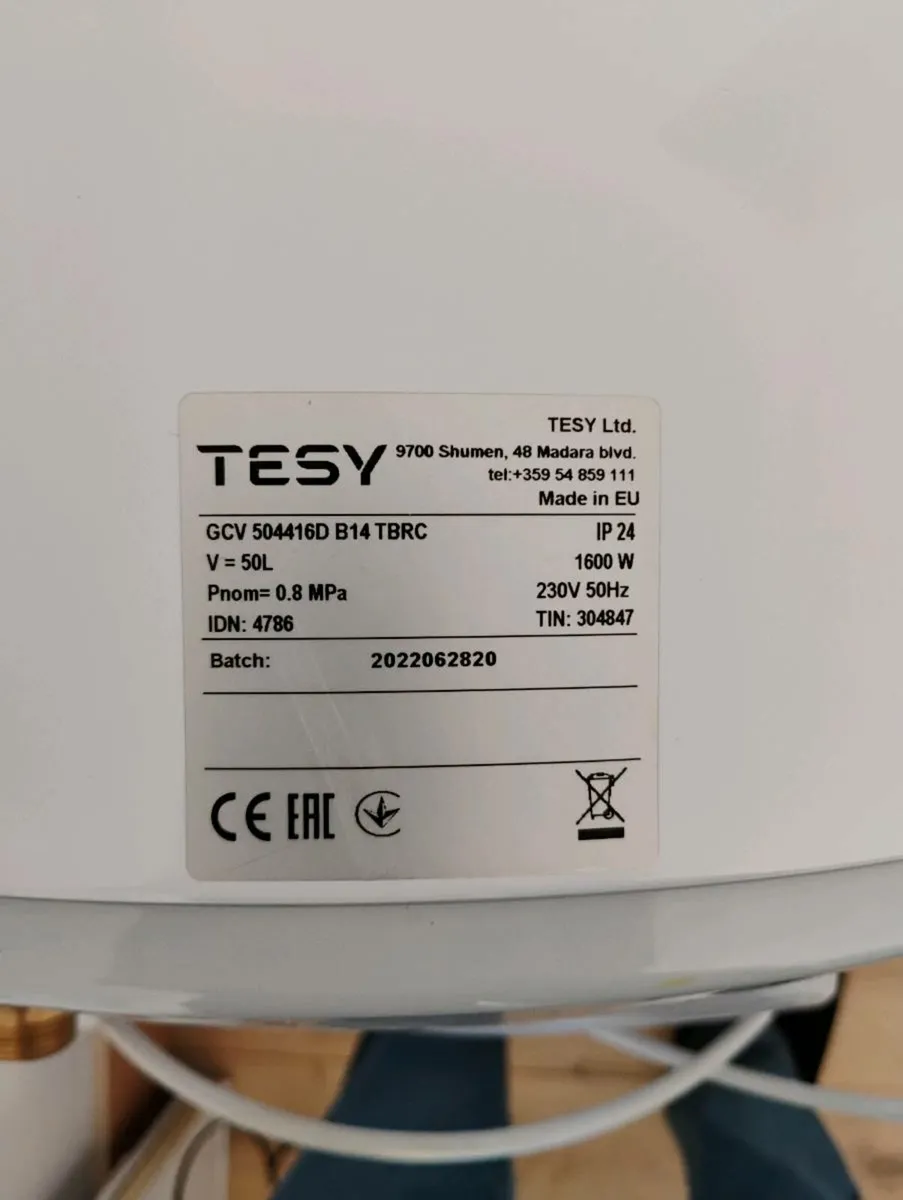 TESY
TESY Ltd.
9700 Shumen, 48 Madara blvd.
tel:+359 54 859 111
Made in EU
GCV 504416D B14 TBRC IP 24
V = 50L 1600 W
Pnom= 0.8 MPa 230V 50Hz
IDN: 4786 TIN: 304847
Batch: 2022062820
CE EAC